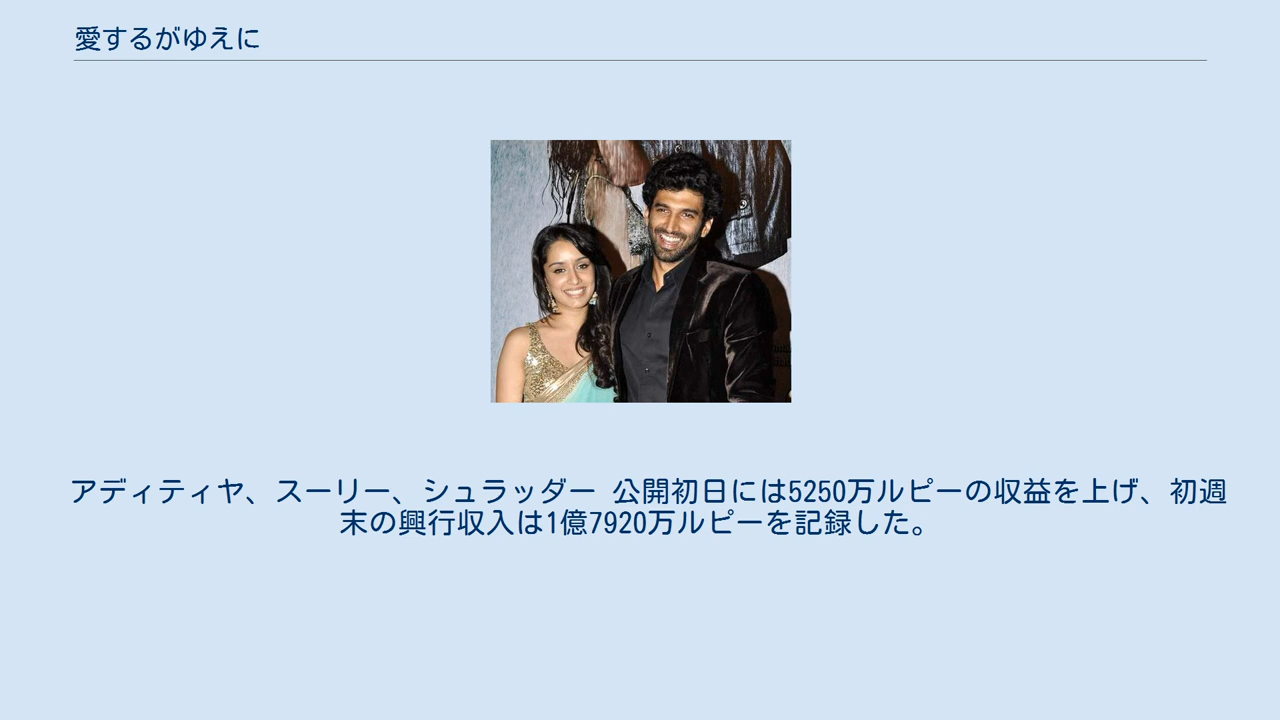 愛するがゆえに
アディティヤ、スーリー、シュラッダー 公開初日には5250万ルピーの収益を上げ、初週
末の興行収入は1億7920万ルピーを記録した。